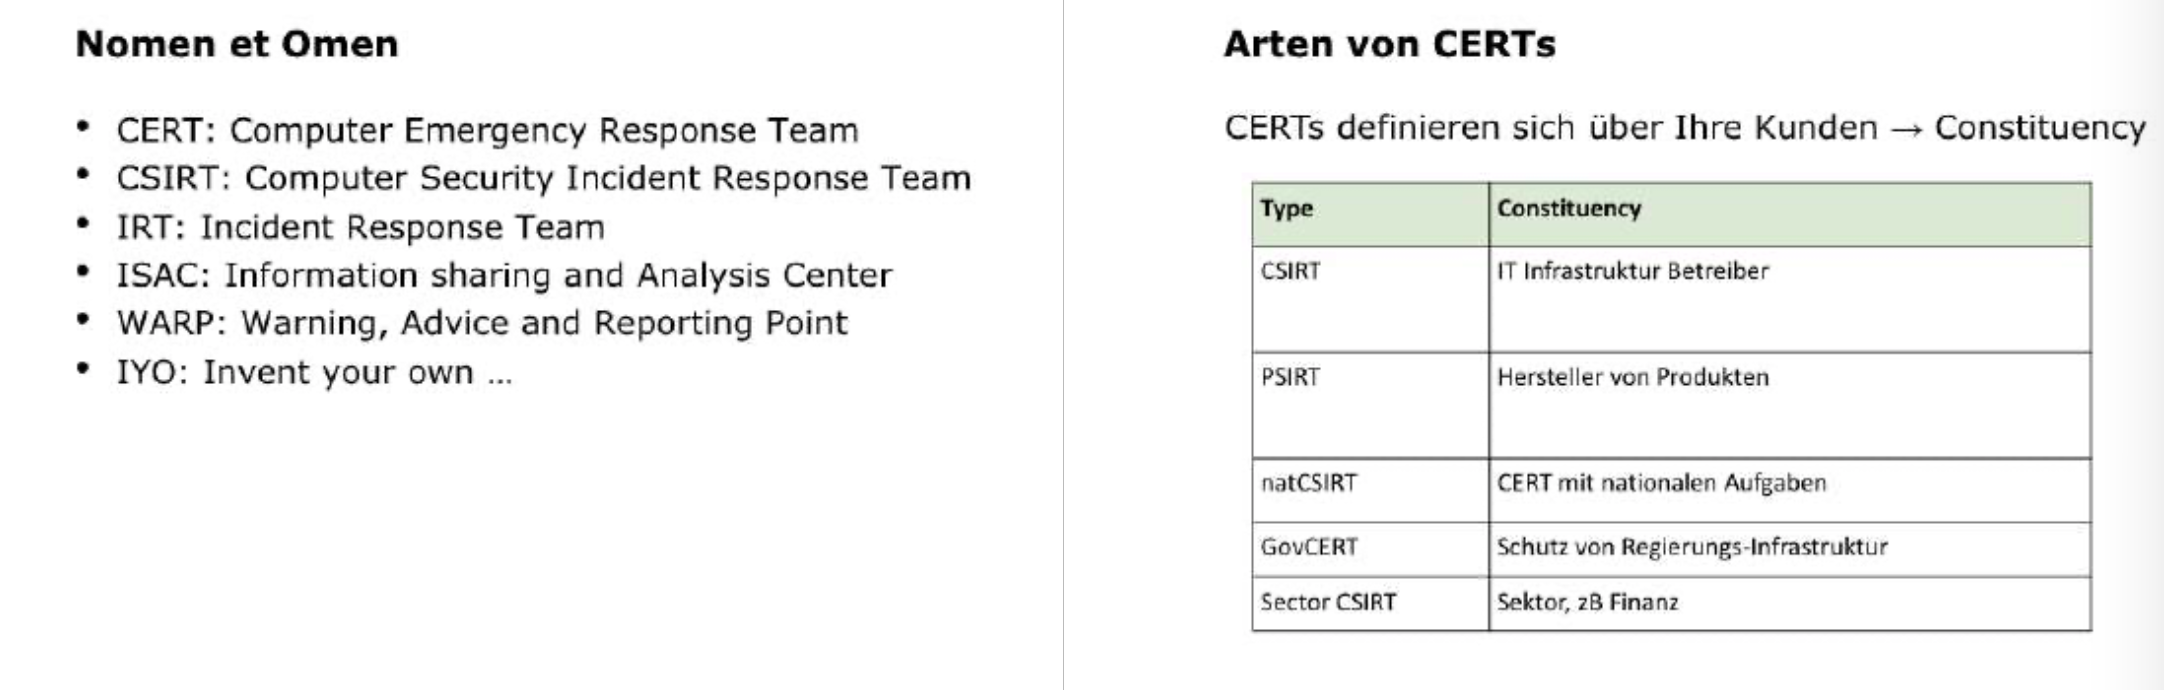 Nomen et Omen
• CERT: Computer Emergency Response Team
• CSIRT: Computer Security Incident Response Team
• IRT: Incident Response Team
• ISAC: Information sharing and Analysis Center
• WARP: Warning, Advice and Reporting Point
• IYO: Invent your own ...
Arten von CERTs
CERTs definieren sich über Ihre Kunden → Constituency
Type Constituency
CSIRT IT Infrastruktur Betreiber
PSIRT Hersteller von Produkten
natCSIRT CERT mit nationalen Aufgaben
GovCERT Schutz von Regierungs-Infrastruktur
Sector CSIRT Sektor, zB Finanz